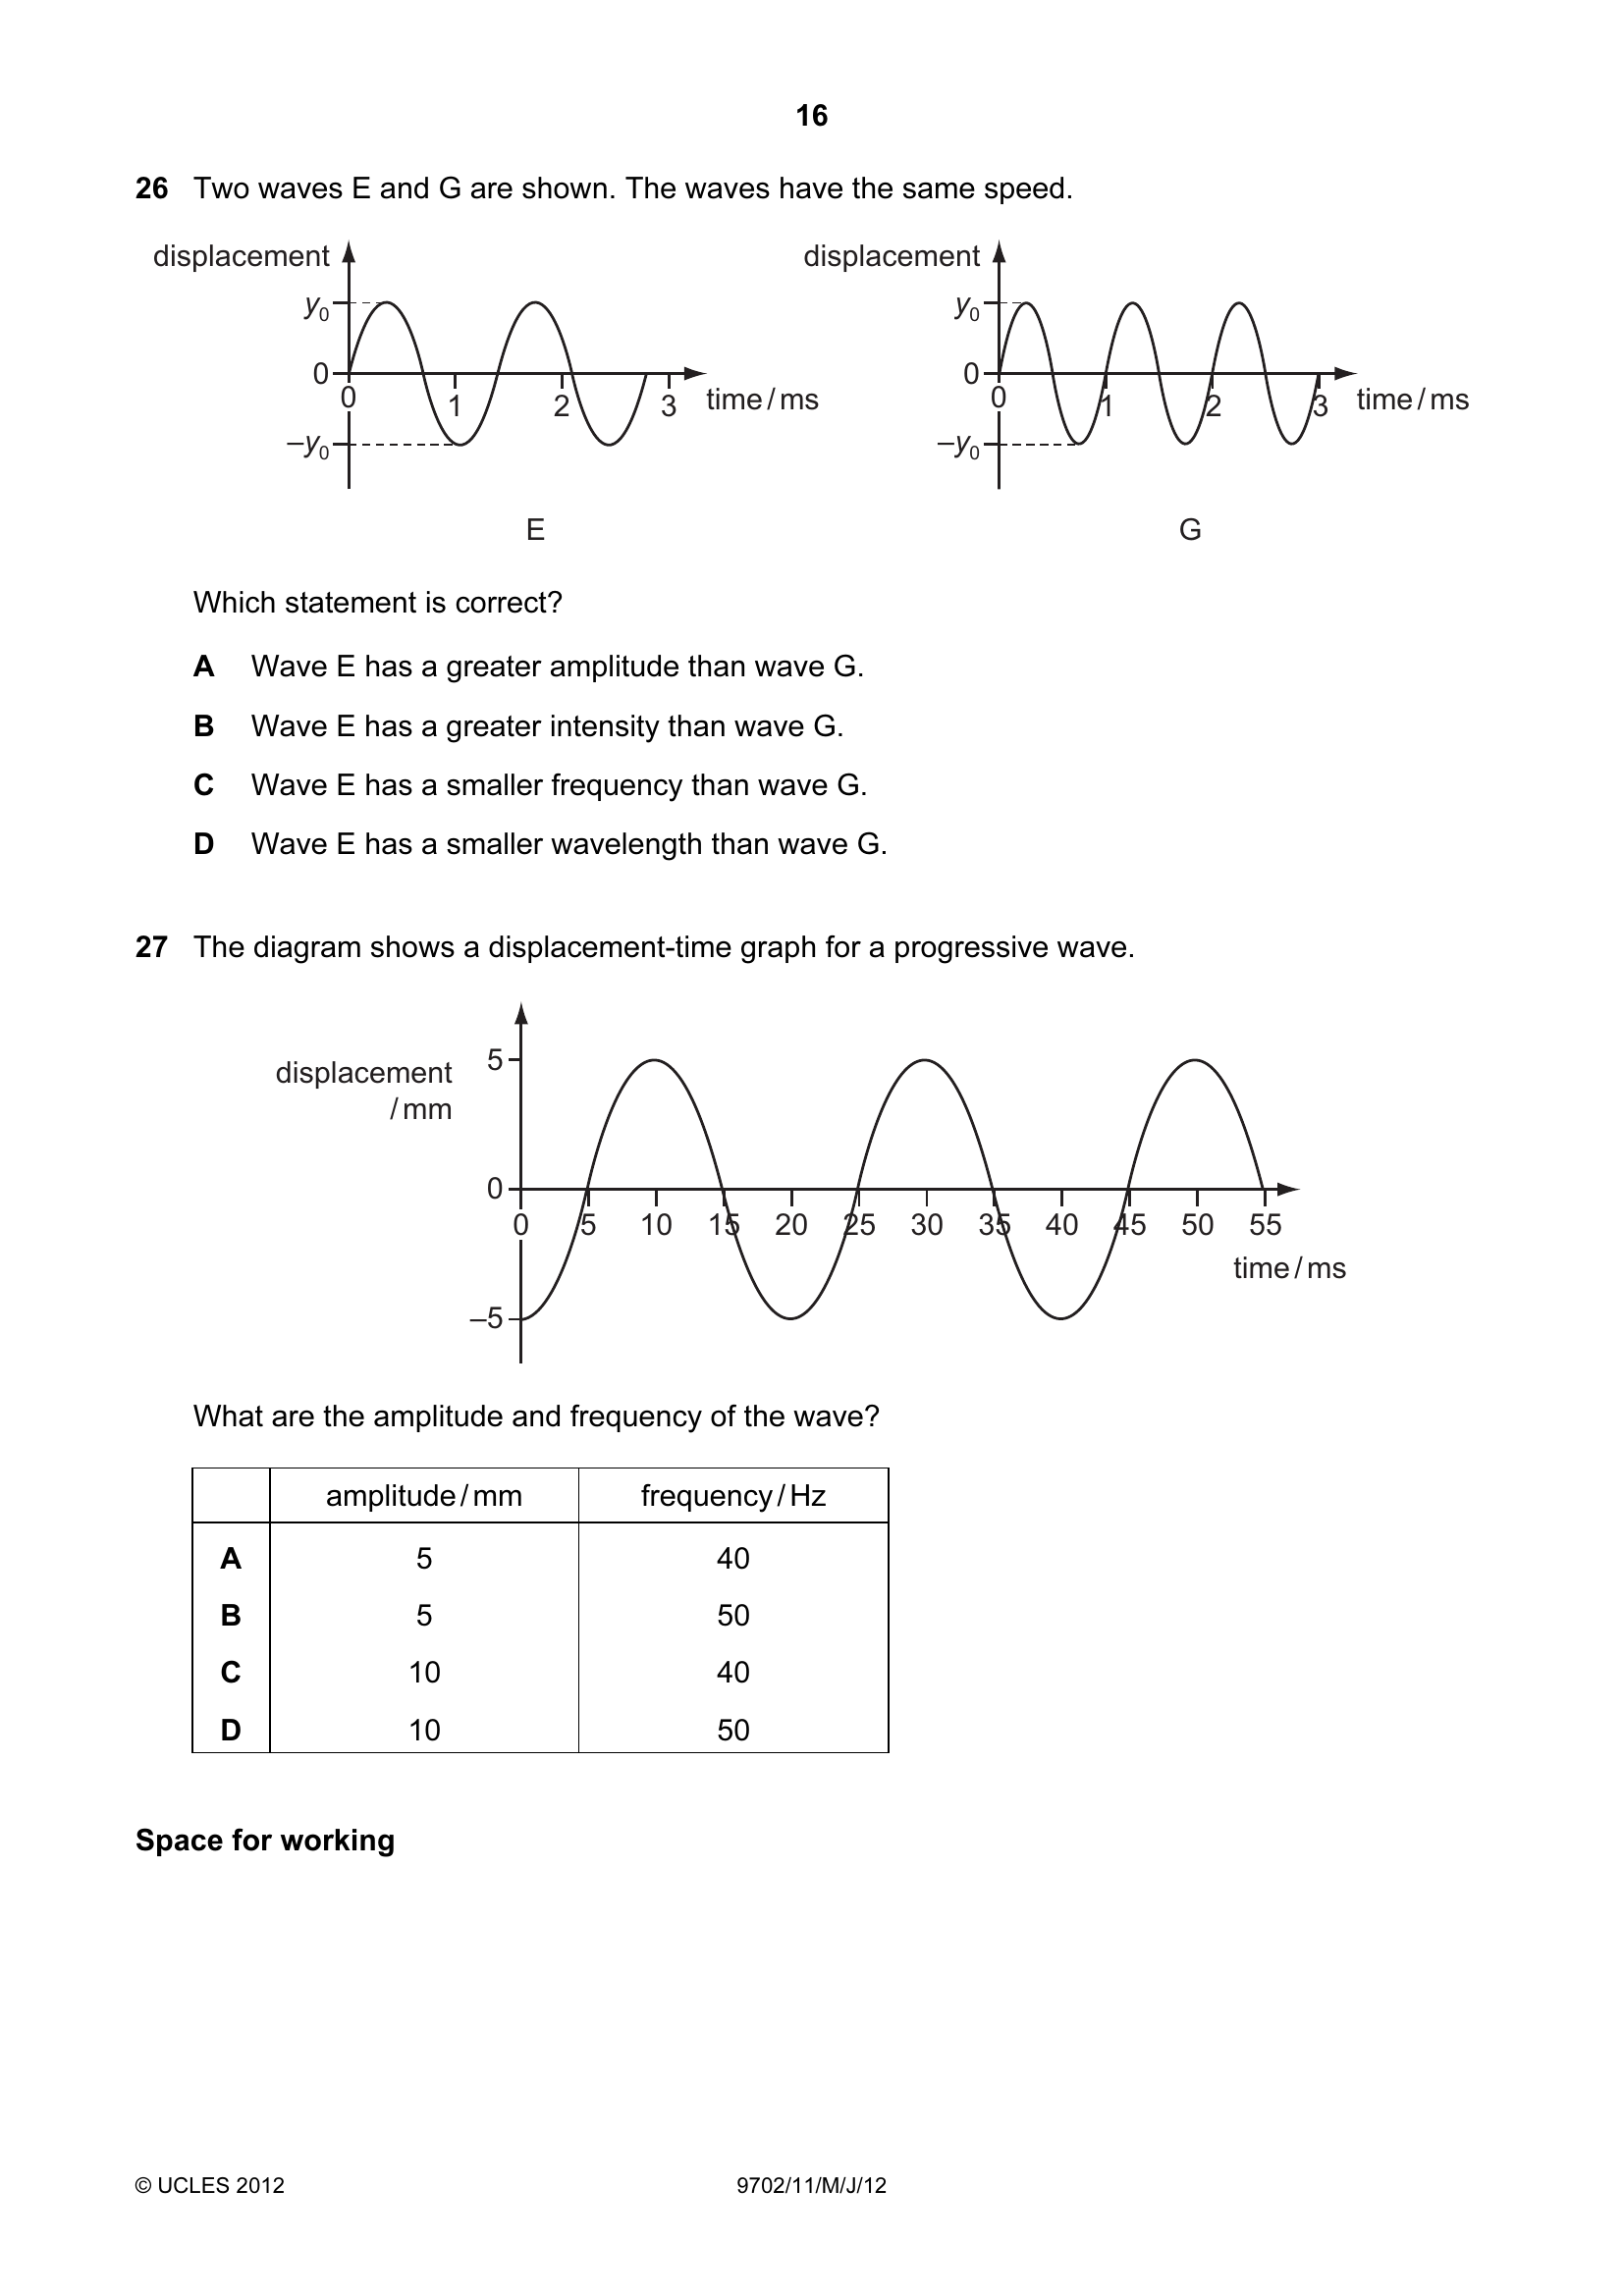 16
26 Two waves E and G are shown. The waves have the same speed.
displacement
y0
0
–y0
0 1 2 3 time / ms
E
displacement
y0
0
–y0
0 1 2 3 time / ms
G
Which statement is correct?
A Wave E has a greater amplitude than wave G.
B Wave E has a greater intensity than wave G.
C Wave E has a smaller frequency than wave G.
D Wave E has a smaller wavelength than wave G.
27 The diagram shows a displacement-time graph for a progressive wave.
displacement
/ mm
5
0
–5
0 5 10 15 20 25 30 35 40 45 50 55
time / ms
What are the amplitude and frequency of the wave?
amplitude / mm frequency / Hz
A 5 40
B 5 50
C 10 40
D 10 50
Space for working
© UCLES 2012 9702/11/M/J/12